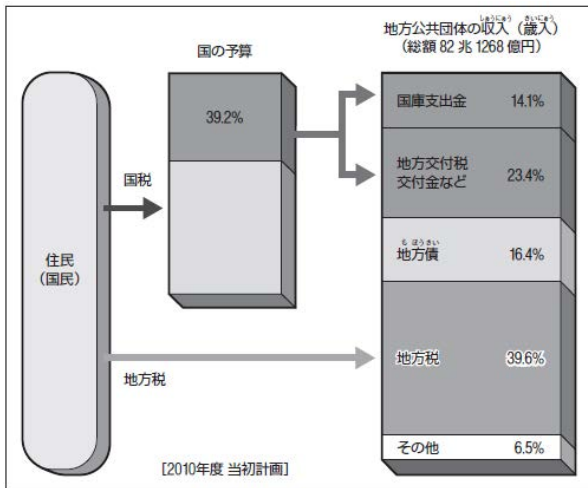 地方公共団体の収入（歳入）
しゅうにゅう
さいにゅう
（総額 82 兆 1268 億円）
国の予算
39.2%
国税
住民
（国民）
地方税
国庫支出金 14.1%
地方交付税
交付金など 23.4%
ち ほうさい
地方債 16.4%
地方税 39.6%
その他 6.5%
［2010年度 当初計画］